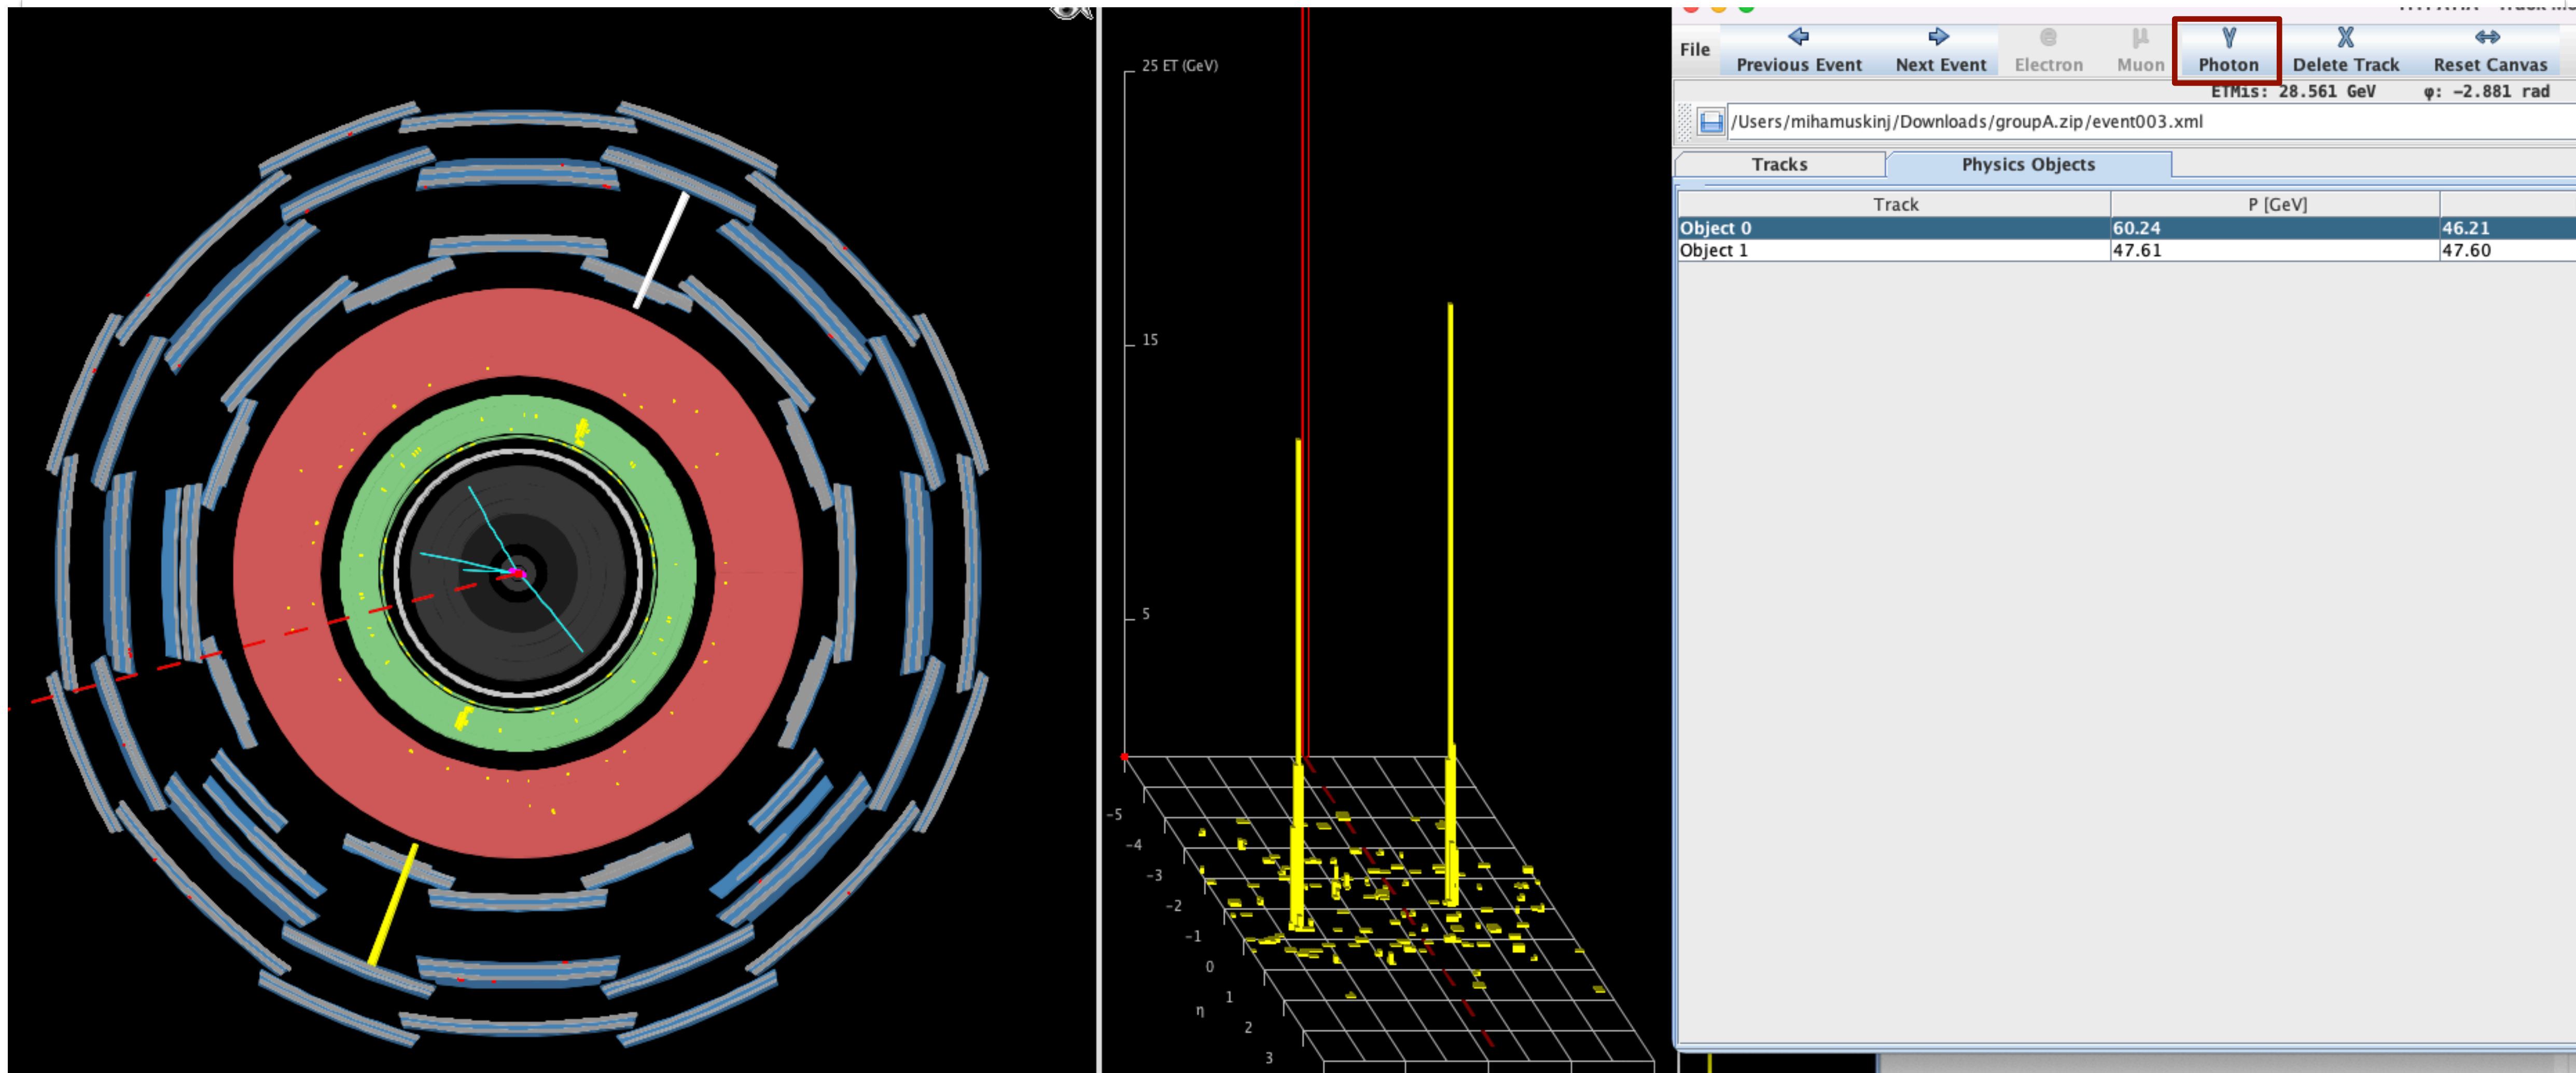 25 ET (GeV)
15
5
-5
-4
-3
-2
-1
0
1
η
2
3
File
Previous Event
Next Event
e
Electron
μ
Muon
γ
Photon
X
Delete Track
Reset Canvas
ETMis: 28.561 GeV φ: -2.881 rad
/Users/mihamuskinj/Downloads/groupA.zip/event003.xml
Tracks Physics Objects
Track P [GeV]
Object 0 60.24 46.21
Object 1 47.61 47.60